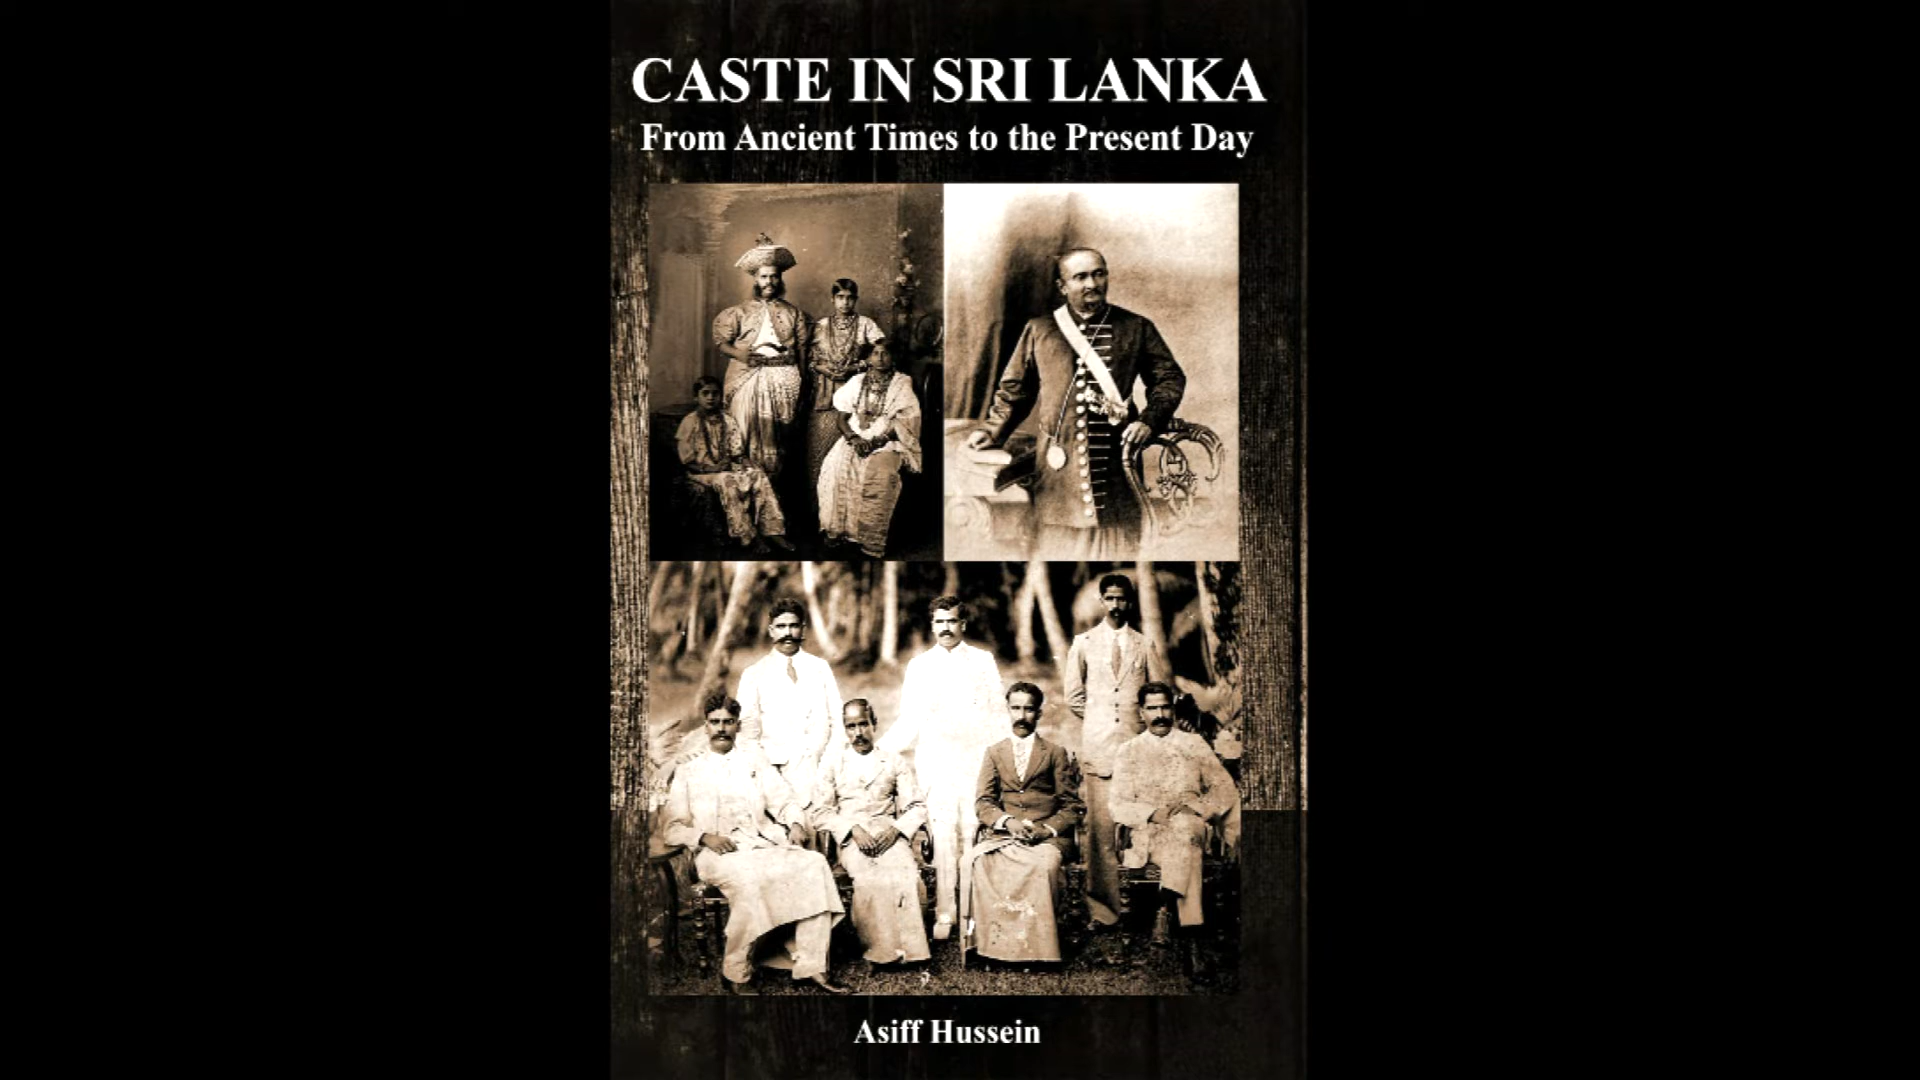 CASTE IN SRI LANKA
From Ancient Times to the Present Day
Asiff Hussein